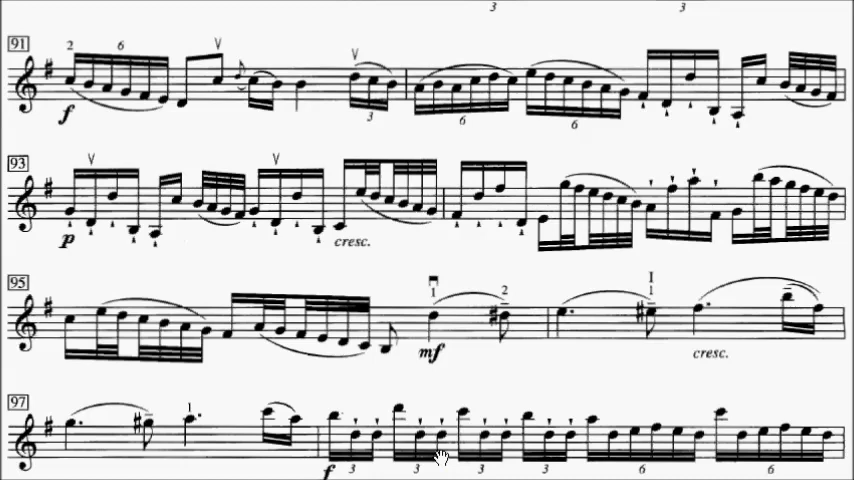 3 3
91 2 6
f 3 6 6
93
p cresc.
95 1 2 I 1
mf cresc.
97 1
f 3 3 3 3 6 6